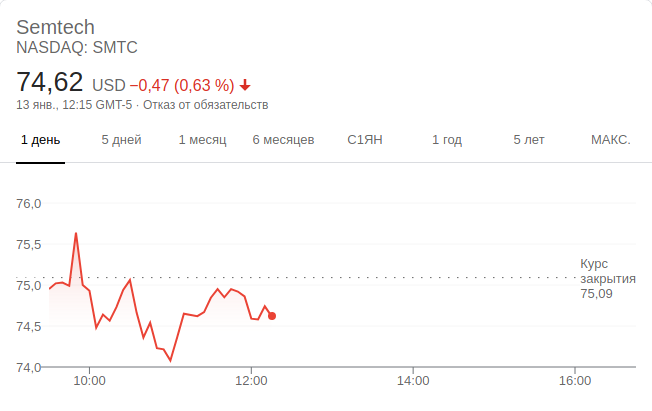 Semtech
NASDAQ: SMTC
74,62 USD −0,47 (0,63 %)
13 янв., 12:15 GMT-5 · Отказ от обязательств
1 день 5 дней 1 месяц 6 месяцев С1ЯН 1 год 5 лет МАКС.
76,0
75,5
Курс
закрытия
75,09
75,0
74,5
74,0
10:00 12:00 14:00 16:00